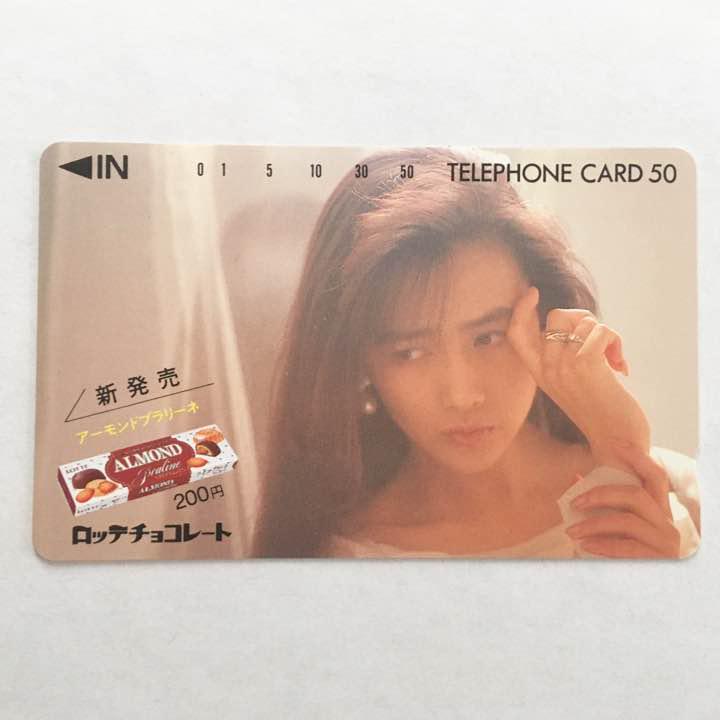 ◀IN 0 1 5 10 30 50 TELEPHONE CARD 50
新発売
アーモンドプラリーネ
LOTTE
ALMOND
Praline
ALMOND
200円
ロッテチョコレート